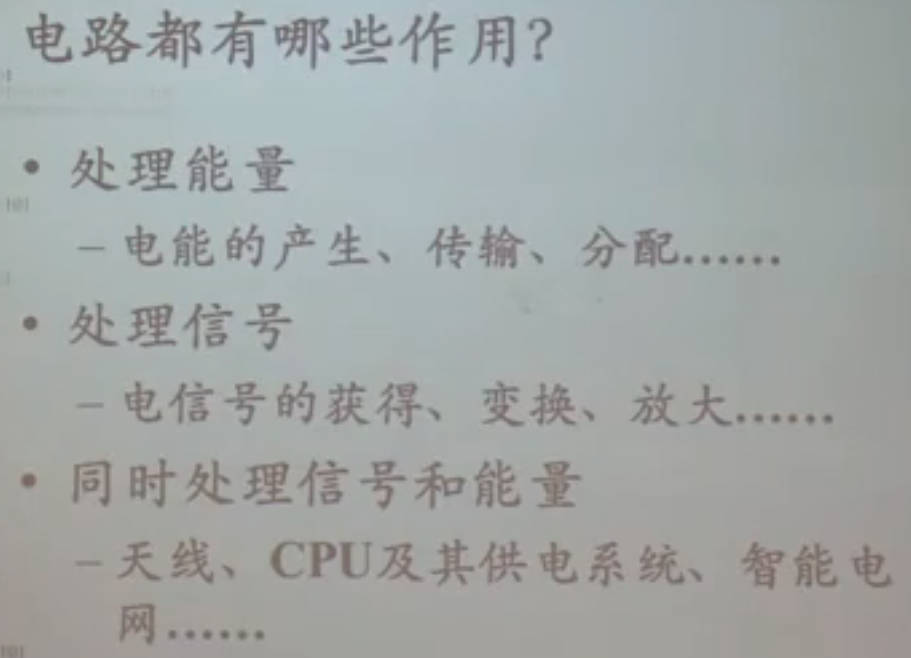 电路都有哪些作用?
• 处理能量
– 电能的产生、传输、分配……
• 处理信号
– 电信号的获得、变换、放大……
• 同时处理信号和能量
– 天线、CPU及其供电系统、智能电
网……